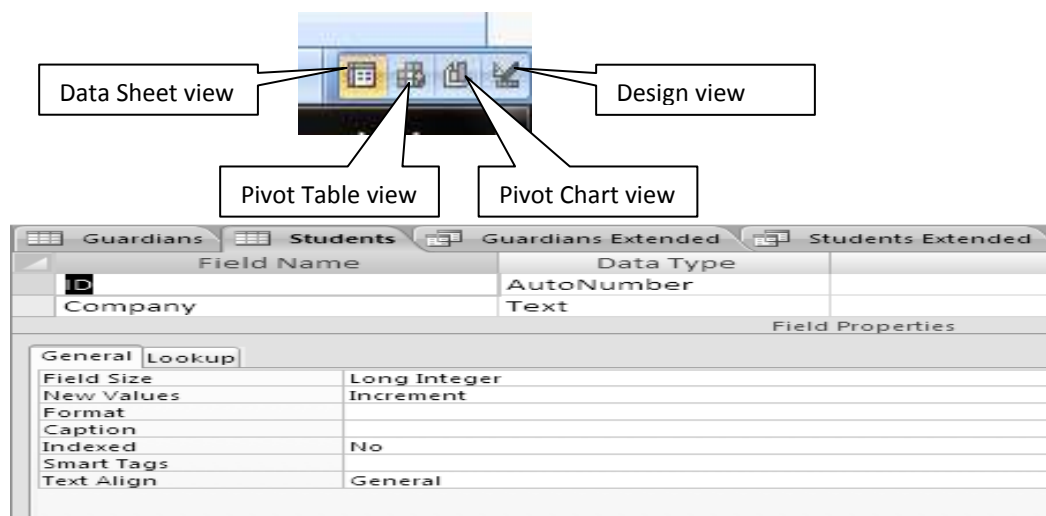 Data Sheet view
Design view
Pivot Table view
Pivot Chart view
Guardians Students Guardians Extended Students Extended
Field Name Data Type
ID AutoNumber
Company Text
Field Properties
General Lookup
Field Size Long Integer
New Values Increment
Format
Caption
Indexed No
Smart Tags
Text Align General